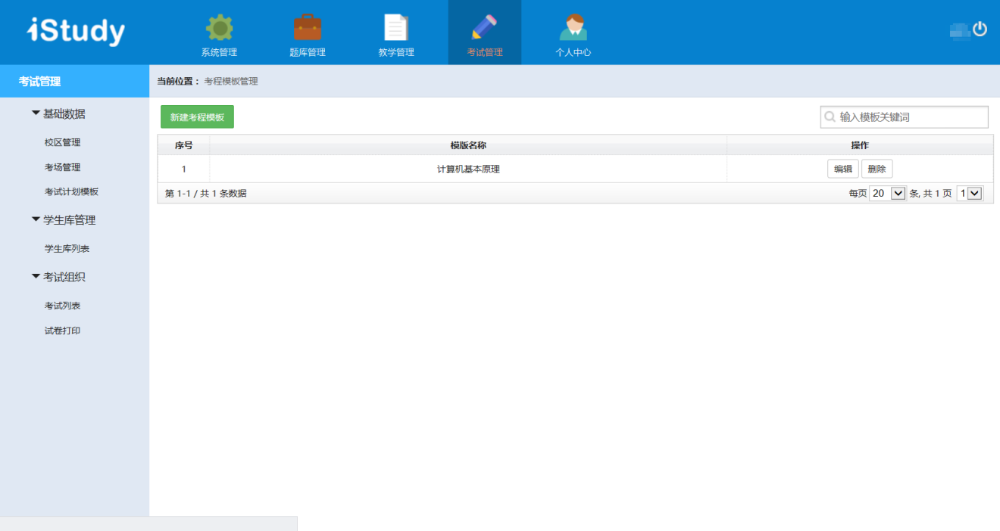 iStudy
系统管理
题库管理
教学管理
考试管理
个人中心
考试管理
当前位置： 考程模板管理
基础数据
校区管理
考场管理
考试计划模板
学生库管理
学生库列表
考试组织
考试列表
试卷打印
新建考程模板
输入模板关键词
序号 模版名称 操作
1 计算机基本原理 编辑 删除
第 1-1 / 共 1 条数据 每页 20 条, 共 1 页 1